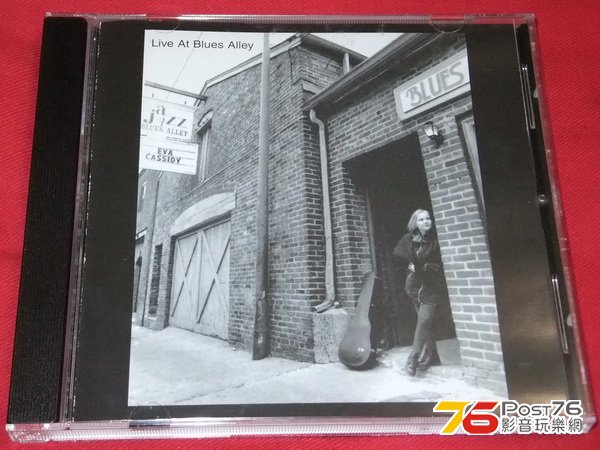 Live At Blues Alley
jazz
BLUES ALLEY
EVA
CASSIDY
BLUES
76 POST76
影音玩樂網